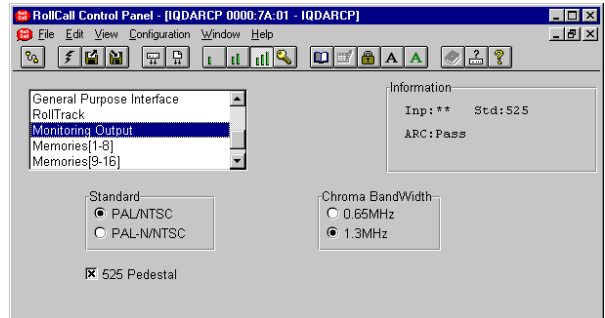 RollCall Control Panel - [IQDARCP 0000:7A:01 - IQDARCP]
File Edit View Configuration Window Help
A A
General Purpose Interface
RollTrack
Monitoring Output
Memories[1-8]
Memories[9-16]
Information
Inp:** Std:525
ARC:Pass
Standard
PAL/NTSC
PAL-N/NTSC
Chroma BandWidth
0.65MHz
1.3MHz
525 Pedestal